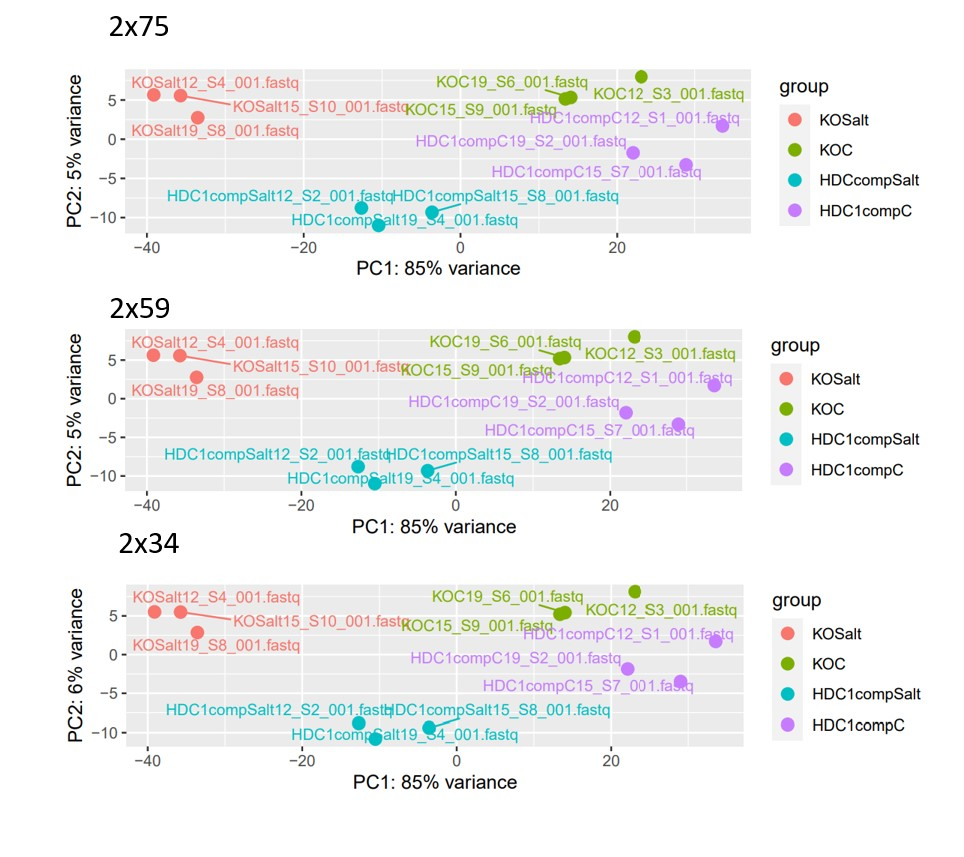 2x75
PC2: 5% variance
5
0
−5
−10
KOSalt12_S4_001.fastq
KOSalt15_S10_001.fastq
KOSalt19_S8_001.fastq
KOC19_S6_001.fastq
KOC12_S3_001.fastq
KOC15_S9_001.fastq
HDC1compC12_S1_001.fastq
HDC1compC19_S2_001.fastq
HDC1compC15_S7_001.fastq
HDC1compSalt12_S2_001.fastq
HDC1compSalt15_S8_001.fastq
HDC1compSalt19_S4_001.fastq
−40 −20 0 20
PC1: 85% variance
group
KOSalt
KOC
HDCcompSalt
HDC1compC
2x59
PC2: 5% variance
5
0
−5
−10
KOSalt12_S4_001.fastq
KOSalt15_S10_001.fastq
KOSalt19_S8_001.fastq
KOC19_S6_001.fastq
KOC12_S3_001.fastq
KOC15_S9_001.fastq
HDC1compC12_S1_001.fastq
HDC1compC19_S2_001.fastq
HDC1compC15_S7_001.fastq
HDC1compSalt12_S2_001.fastq
HDC1compSalt15_S8_001.fastq
HDC1compSalt19_S4_001.fastq
−40 −20 0 20
PC1: 85% variance
group
KOSalt
KOC
HDC1compSalt
HDC1compC
2x34
PC2: 6% variance
5
0
−5
−10
KOSalt12_S4_001.fastq
KOSalt15_S10_001.fastq
KOSalt19_S8_001.fastq
KOC19_S6_001.fastq
KOC12_S3_001.fastq
KOC15_S9_001.fastq
HDC1compC12_S1_001.fastq
HDC1compC19_S2_001.fastq
HDC1compC15_S7_001.fastq
HDC1compSalt12_S2_001.fastq
HDC1compSalt15_S8_001.fastq
HDC1compSalt19_S4_001.fastq
−40 −20 0 20
PC1: 85% variance
group
KOSalt
KOC
HDC1compSalt
HDC1compC